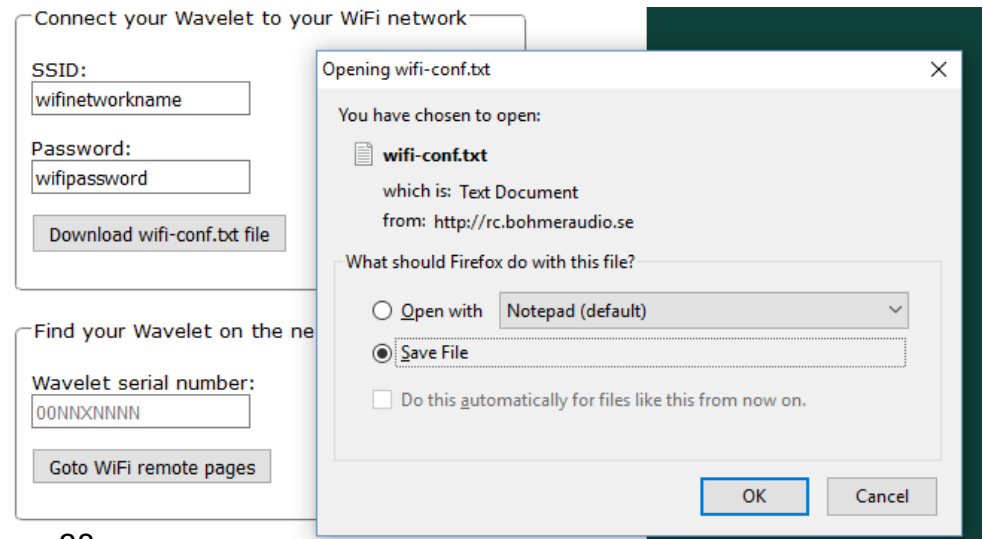 Connect your Wavelet to your WiFi network
SSID:
wifinetworkname
Password:
wifipassword
Download wifi-conf.txt file
Find your Wavelet on the ne
Wavelet serial number:
00NNXNNNN
Goto WiFi remote pages
Opening wifi-conf.txt
You have chosen to open:
wifi-conf.txt
which is: Text Document
from: http://rc.bohmeraudio.se
What should Firefox do with this file?
Open with Notepad (default)
Save File
Do this automatically for files like this from now on.
OK Cancel